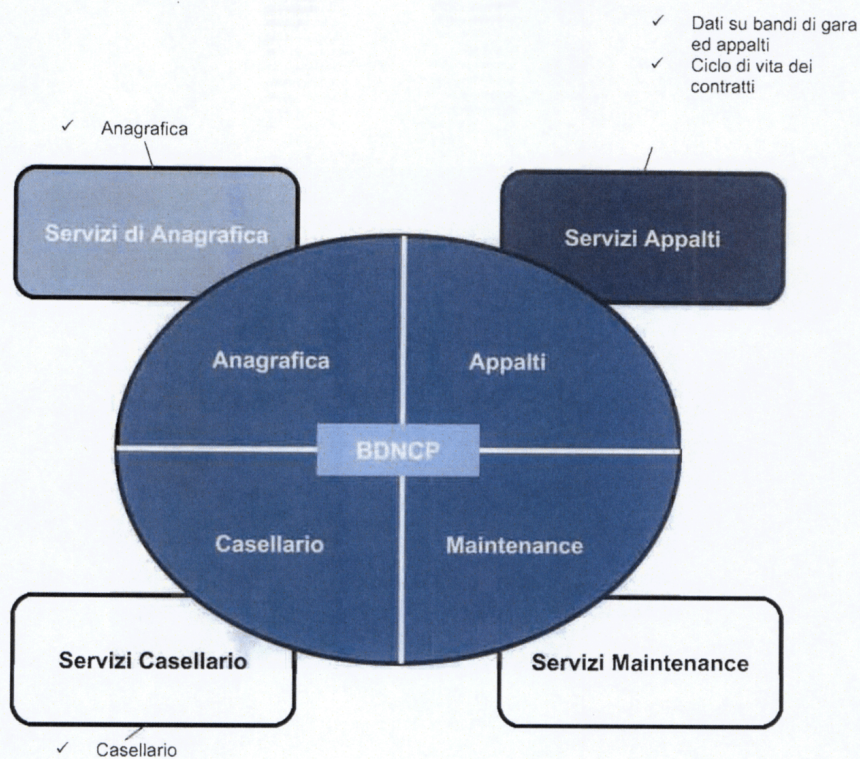 ✓ Dati su bandi di gara
ed appalti
✓ Ciclo di vita dei
contratti
✓ Anagrafica
Servizi di Anagrafica
Servizi Appalti
Anagrafica
Appalti
BDNCP
Casellario
Maintenance
Servizi Casellario
Servizi Maintenance
✓ Casellario